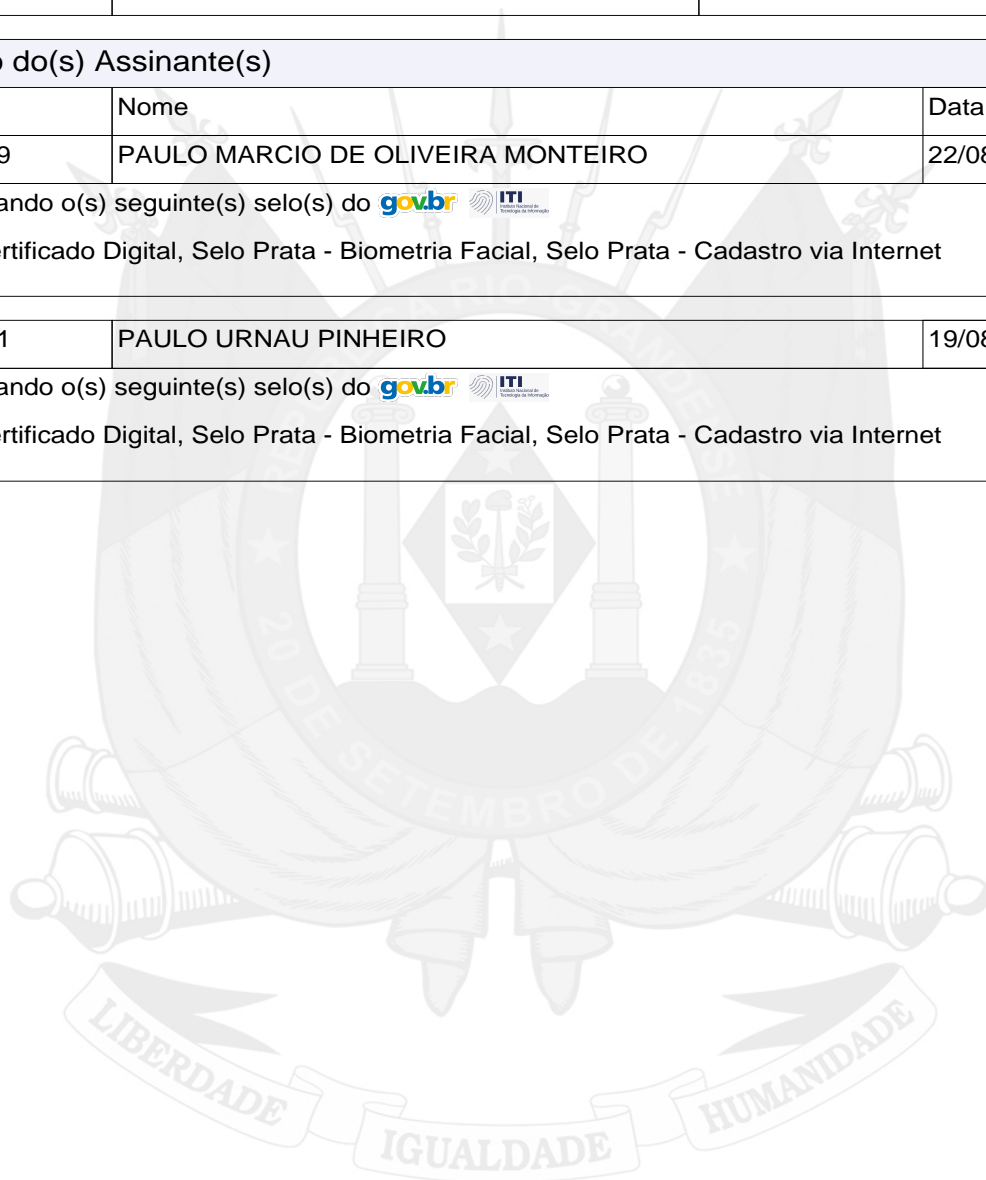 o do(s) Assinante(s)
Nome
Data
9
PAULO MARCIO DE OLIVEIRA MONTEIRO
22/08
ando o(s) seguinte(s) selo(s) do gov.br ITI
ertificado Digital, Selo Prata - Biometria Facial, Selo Prata - Cadastro via Internet
1
PAULO URNAU PINHEIRO
19/08
ando o(s) seguinte(s) selo(s) do gov.br ITI
ertificado Digital, Selo Prata - Biometria Facial, Selo Prata - Cadastro via Internet
REPÚBLICA RIO GRANDENSE
★ 20 DE SETEMBRO DE 1835 ★
LIBERDADE
IGUALDADE
HUMANIDADE